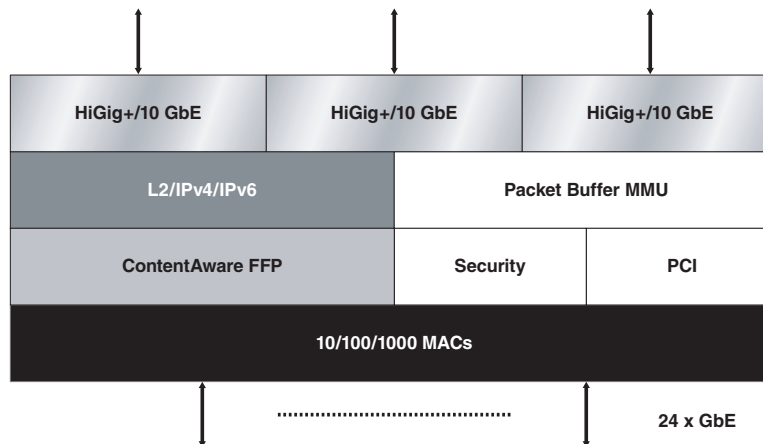 HiGig+/10 GbE
HiGig+/10 GbE
HiGig+/10 GbE
L2/IPv4/IPv6
Packet Buffer MMU
ContentAware FFP
Security
PCI
10/100/1000 MACs
24 x GbE